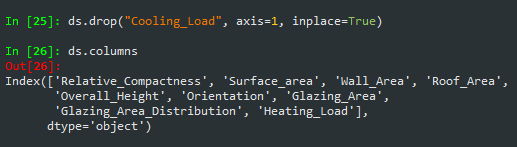 In [25]: ds.drop("Cooling_Load", axis=1, inplace=True)
In [26]: ds.columns
Out[26]:
Index(['Relative_Compactness', 'Surface_area', 'Wall_Area', 'Roof_Area',
'Overall_Height', 'Orientation', 'Glazing_Area',
'Glazing_Area_Distribution', 'Heating_Load'],
dtype='object')